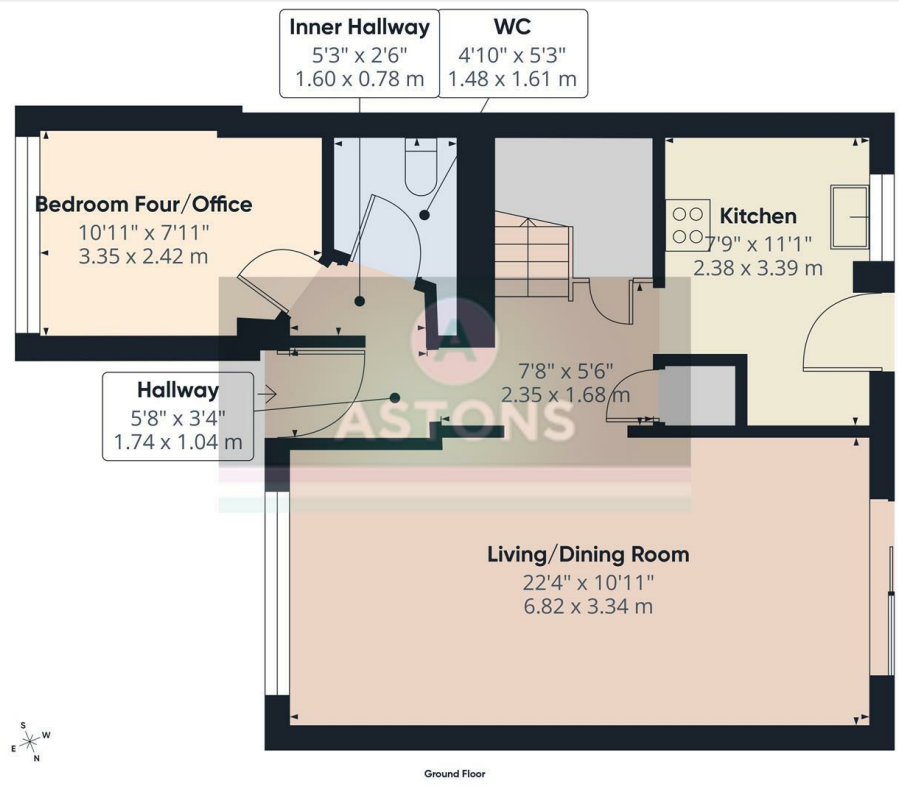 Inner Hallway
5'3" x 2'6"
1.60 x 0.78 m
WC
4'10" x 5'3"
1.48 x 1.61 m
Bedroom Four/Office
10'11" x 7'11"
3.35 x 2.42 m
Kitchen
7'9" x 11'1"
2.38 x 3.39 m
Hallway
5'8" x 3'4"
1.74 x 1.04 m
7'8" x 5'6"
2.35 x 1.68 m
A
ASTONS
Living/Dining Room
22'4" x 10'11"
6.82 x 3.34 m
S
W
E
N
Ground Floor